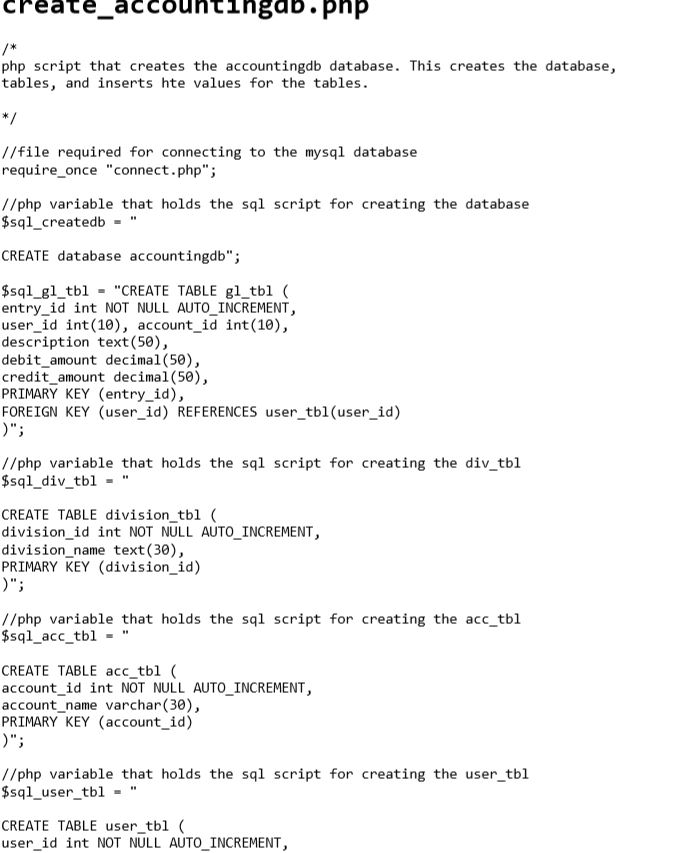 create_accountingdb.php
/*
php script that creates the accountingdb database. This creates the database,
tables, and inserts hte values for the tables.
*/
//file required for connecting to the mysql database
require_once "connect.php";
//php variable that holds the sql script for creating the database
$sql_createdb = "
CREATE database accountingdb";
$sql_gl_tbl = "CREATE TABLE gl_tbl (
entry_id int NOT NULL AUTO_INCREMENT,
user_id int(10), account_id int(10),
description text(50),
debit_amount decimal(50),
credit_amount decimal(50),
PRIMARY KEY (entry_id),
FOREIGN KEY (user_id) REFERENCES user_tbl(user_id)
)";
//php variable that holds the sql script for creating the div_tbl
$sql_div_tbl = "
CREATE TABLE division_tbl (
division_id int NOT NULL AUTO_INCREMENT,
division_name text(30),
PRIMARY KEY (division_id)
)";
//php variable that holds the sql script for creating the acc_tbl
$sql_acc_tbl = "
CREATE TABLE acc_tbl (
account_id int NOT NULL AUTO_INCREMENT,
account_name varchar(30),
PRIMARY KEY (account_id)
)";
//php variable that holds the sql script for creating the user_tbl
$sql_user_tbl = "
CREATE TABLE user_tbl (
user_id int NOT NULL AUTO_INCREMENT,